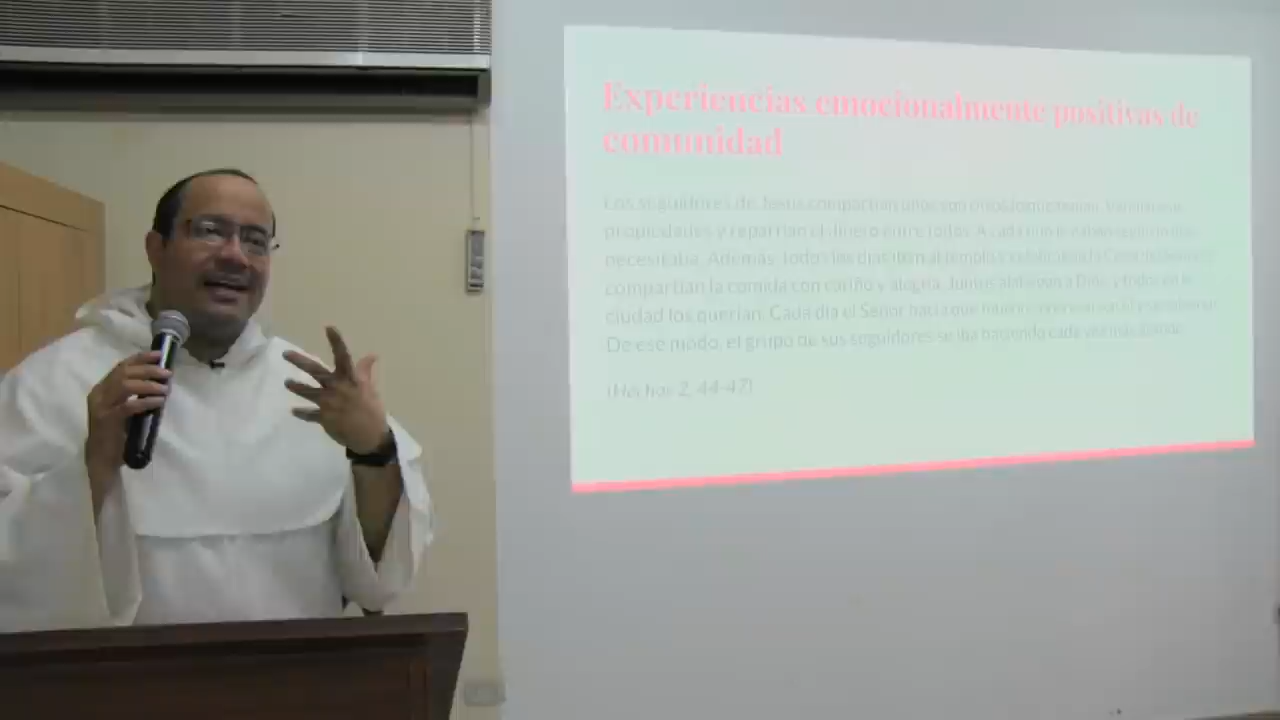 Experiencias emocionalmente positivas de
comunidad
Los seguidores de Jesús compartían unos con otros lo que tenían.
propiedades y repartían el dinero entre todos. A cada uno le daban según lo que
necesitaba. Además, todos los días iban al templo y celebraban la Cena
compartían la comida con cariño y alegría. Juntos alababan a Dios, y todos en la
ciudad los querían. Cada día el Señor hacía que muchos
De ese modo, el grupo de sus seguidores se iba haciendo cada vez más grande.
(Hechos 2, 44-47)